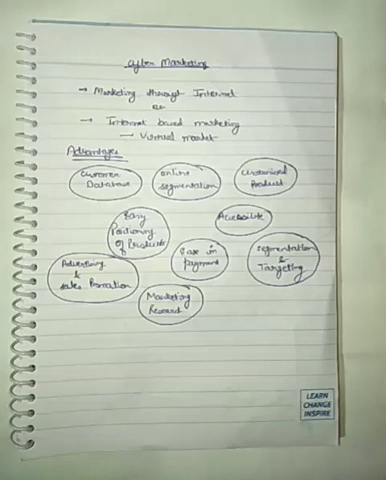 Cyber Marketing
→ Marketing through Internet
or
→ Internet based marketing
→ Virtual market
Advantages
Customer
Database
online
segmentation
Customized
Product
Easy
Positioning
of Products
Accessible
Advertising
&
sales Promotion
Ease in
payment
Segmentation
&
Targeting
Marketing
Research
LEARN
CHANGE
INSPIRE